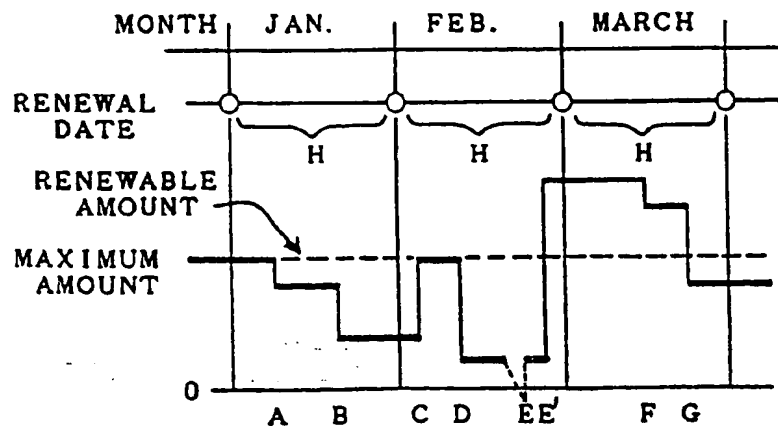 MONTH JAN. FEB. MARCH
RENEWAL
DATE
H H H
RENEWABLE
AMOUNT
MAXIMUM
AMOUNT
0
A B C D E E' F G